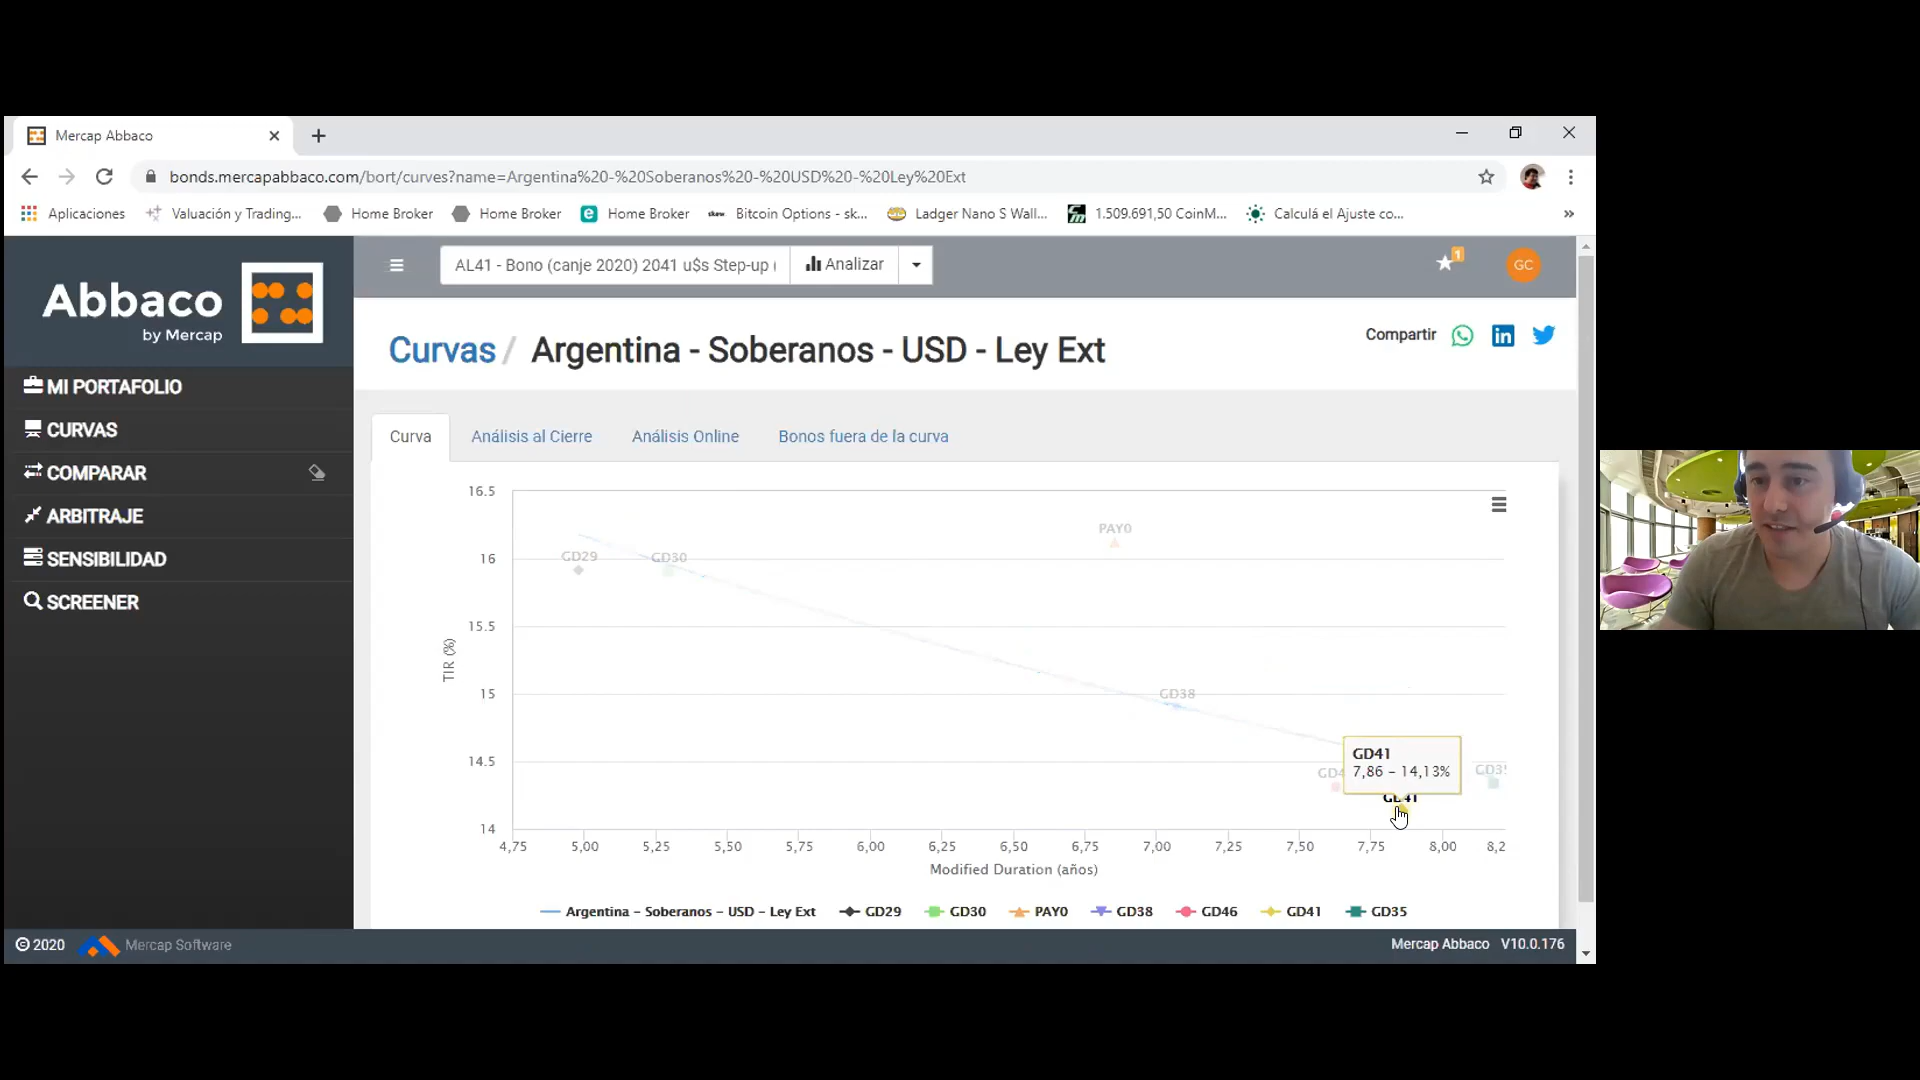 Mercap Abbaco
bonds.mercapabbaco.com/bort/curves?name=Argentina%20-%20Soberanos%20-%20USD%20-%20Ley%20Ext
Aplicaciones Valuación y Trading... Home Broker Home Broker e Home Broker skew Bitcoin Options - sk... Ladger Nano S Wall... 1.509.691,50 CoinM... Calculá el Ajuste co... »
Abbaco
by Mercap
AL41 - Bono (canje 2020) 2041 u$s Step-up ( Analizar 1 GC
Curvas / Argentina - Soberanos - USD - Ley Ext
Compartir
MI PORTAFOLIO
CURVAS
COMPARAR
ARBITRAJE
SENSIBILIDAD
SCREENER
Curva Análisis al Cierre Análisis Online Bonos fuera de la curva
16.5
16
15.5
15
14.5
14
TIR (%)
PAY0
GD29 GD30
GD38
GD41
7,86 – 14,13%
GD41
4,75 5,00 5,25 5,50 5,75 6,00 6,25 6,50 6,75 7,00 7,25 7,50 7,75 8,00 8,2
Modified Duration (años)
Argentina – Soberanos – USD – Ley Ext GD29 GD30 PAY0 GD38 GD46 GD41 GD35
© 2020 Mercap Software
Mercap Abbaco V10.0.176